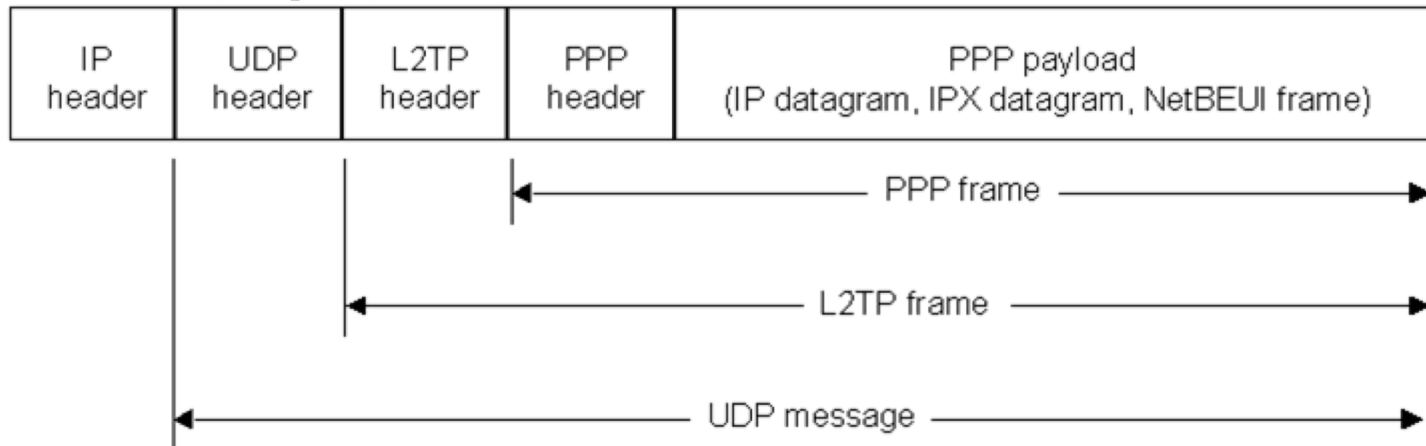 IP
header
UDP
header
L2TP
header
PPP
header
PPP payload
(IP datagram, IPX datagram, NetBEUI frame)
PPP frame
L2TP frame
UDP message